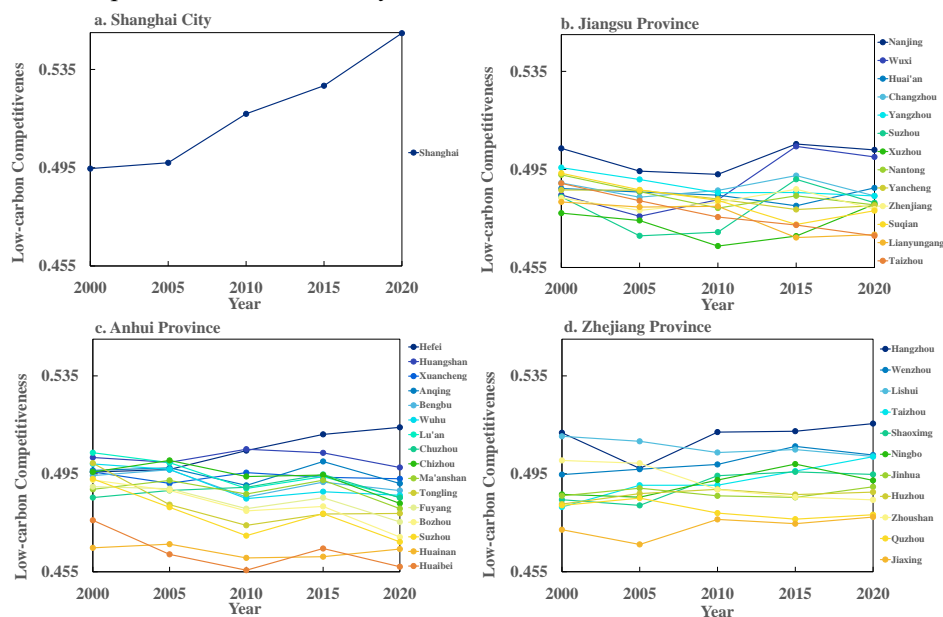 a. Shanghai City
Low-carbon Competitiveness
0.535
0.495
0.455
2000 2005 2010 2015 2020
Year
Shanghai
b. Jiangsu Province
Low-carbon Competitiveness
0.535
0.495
0.455
2000 2005 2010 2015 2020
Year
Nanjing
Wuxi
Huai'an
Changzhou
Yangzhou
Suzhou
Xuzhou
Nantong
Yancheng
Zhenjiang
Suqian
Lianyungang
Taizhou
c. Anhui Province
Low-carbon Competitiveness
0.535
0.495
0.455
2000 2005 2010 2015 2020
Year
Hefei
Huangshan
Xuancheng
Anqing
Bengbu
Wuhu
Lu'an
Chuzhou
Chizhou
Ma'anshan
Tongling
Fuyang
Bozhou
Suzhou
Huainan
Huaibei
d. Zhejiang Province
Low-carbon Competitiveness
0.535
0.495
0.455
2000 2005 2010 2015 2020
Year
Hangzhou
Wenzhou
Lishui
Taizhou
Shaoximg
Ningbo
Jinhua
Huzhou
Zhoushan
Quzhou
Jiaxing